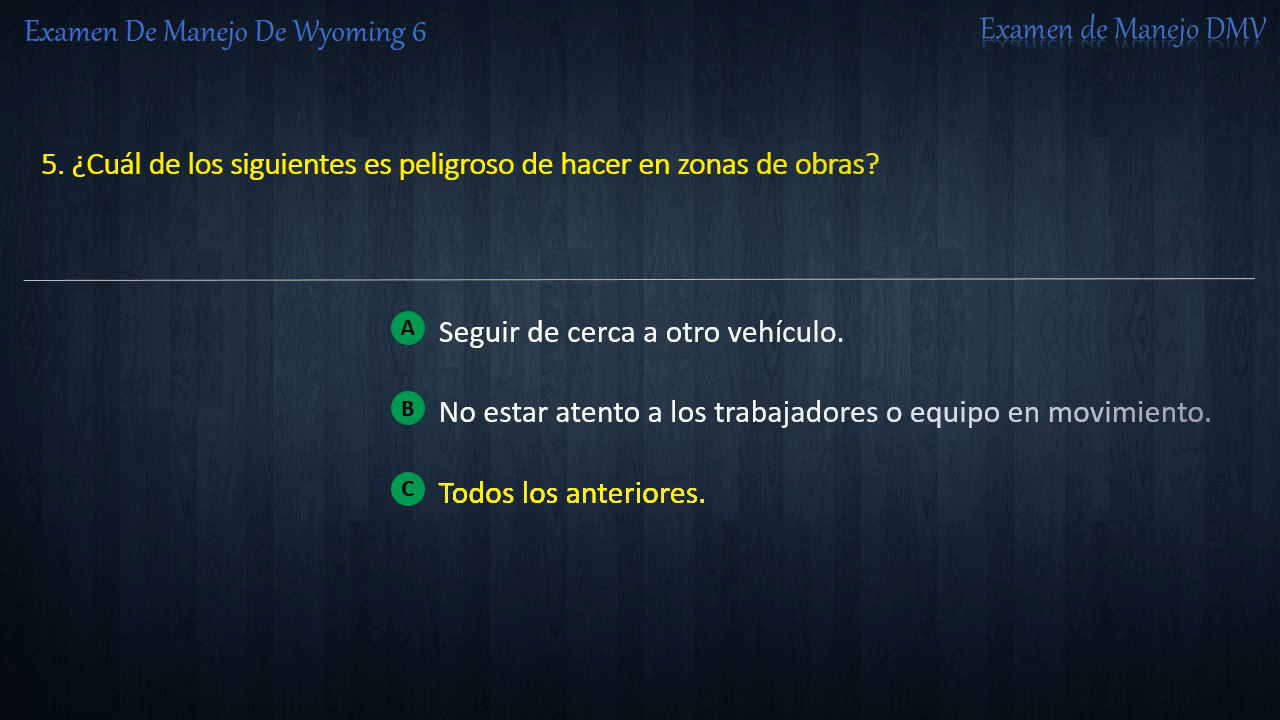 Examen De Manejo De Wyoming 6
Examen de Manejo DMV
5. ¿Cuál de los siguientes es peligroso de hacer en zonas de obras?
A Seguir de cerca a otro vehículo.
B No estar atento a los trabajadores o equipo en movimiento.
C Todos los anteriores.